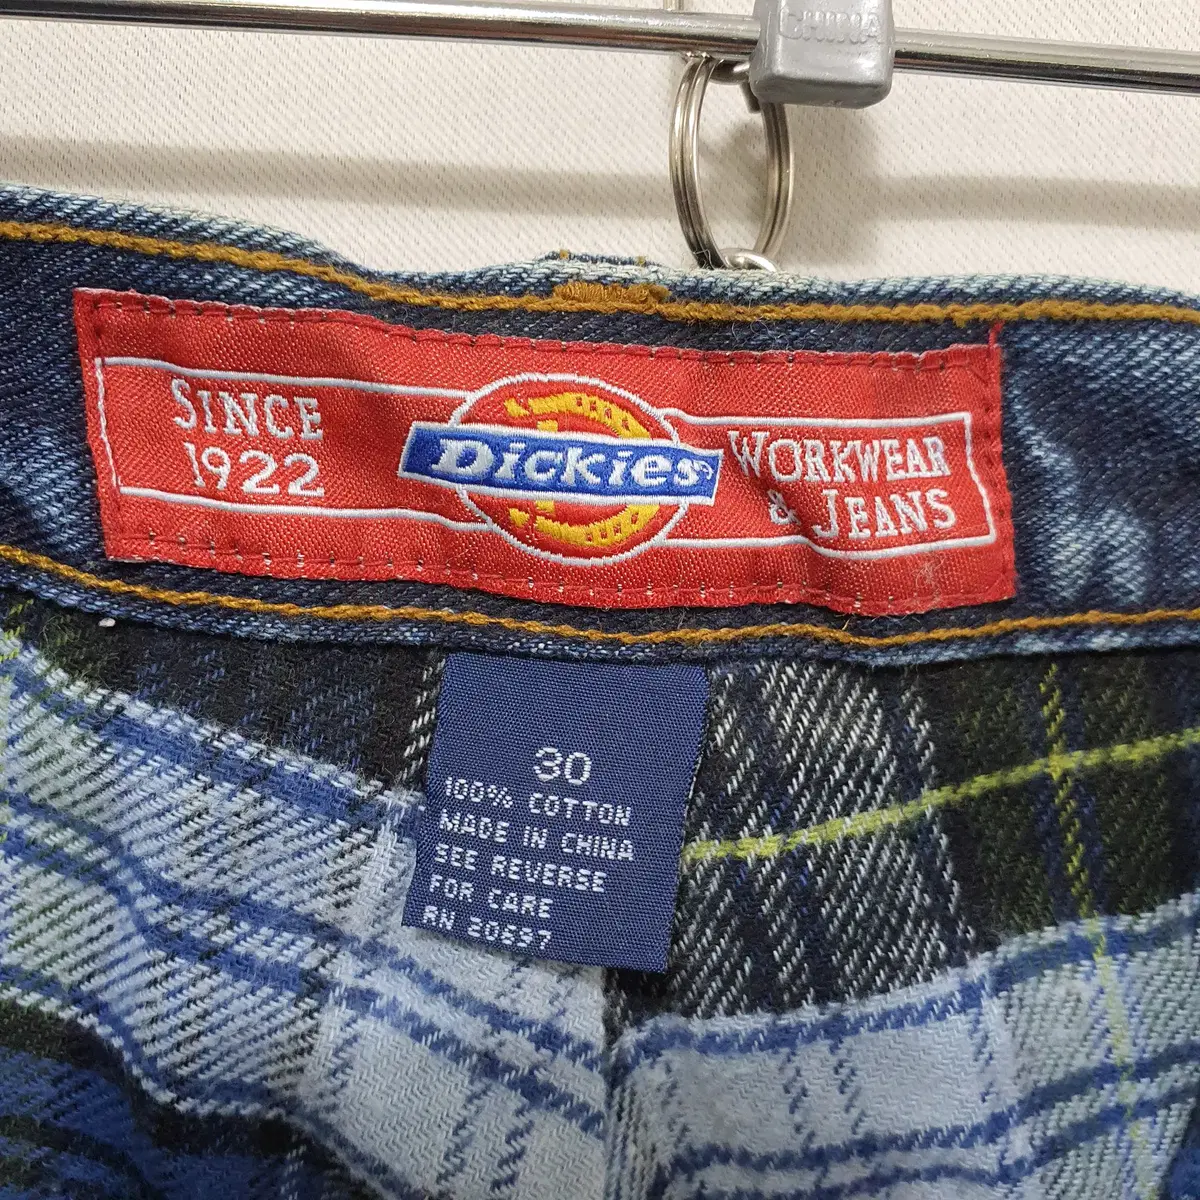 CHINA
SINCE
1922
Dickies
WORKWEAR
& JEANS
30
100% COTTON
MADE IN CHINA
SEE REVERSE
FOR CARE
RN 20697